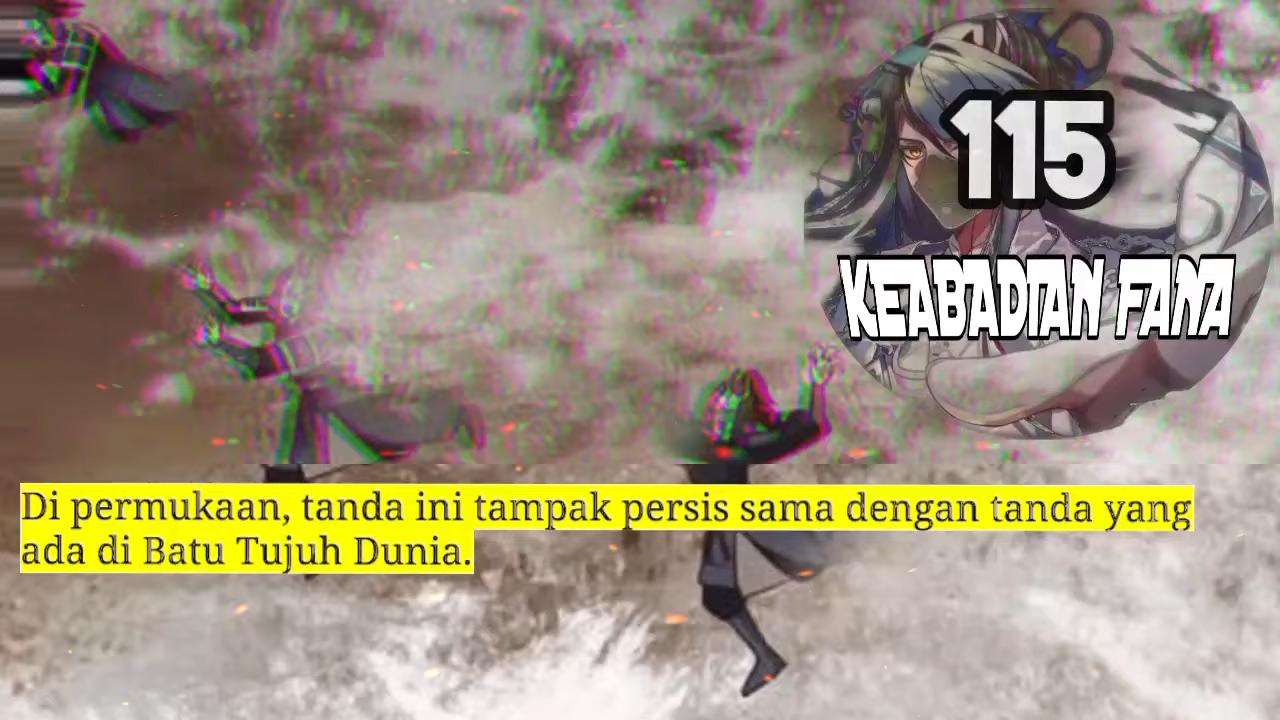 115
KEABADIAN FANA
Di permukaan, tanda ini tampak persis sama dengan tanda yang
ada di Batu Tujuh Dunia.